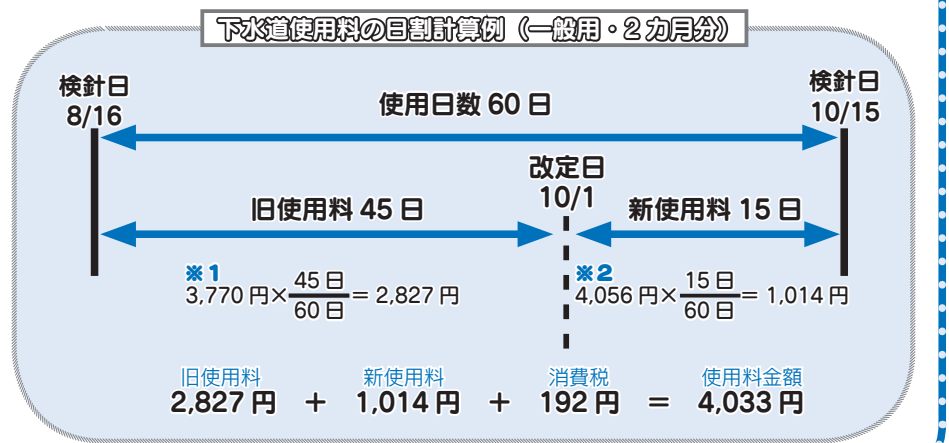 下水道使用料の日割計算例（一般用・2カ月分）
検針日
8/16
使用日数 60 日
検針日
10/15
改定日
10/1
旧使用料 45 日
新使用料 15 日
※1
3,770 円×45 日/60 日＝ 2,827 円
※2
4,056 円×15 日/60 日＝ 1,014 円
旧使用料 新使用料 消費税 使用料金額
2,827 円 ＋ 1,014 円 ＋ 192 円 ＝ 4,033 円